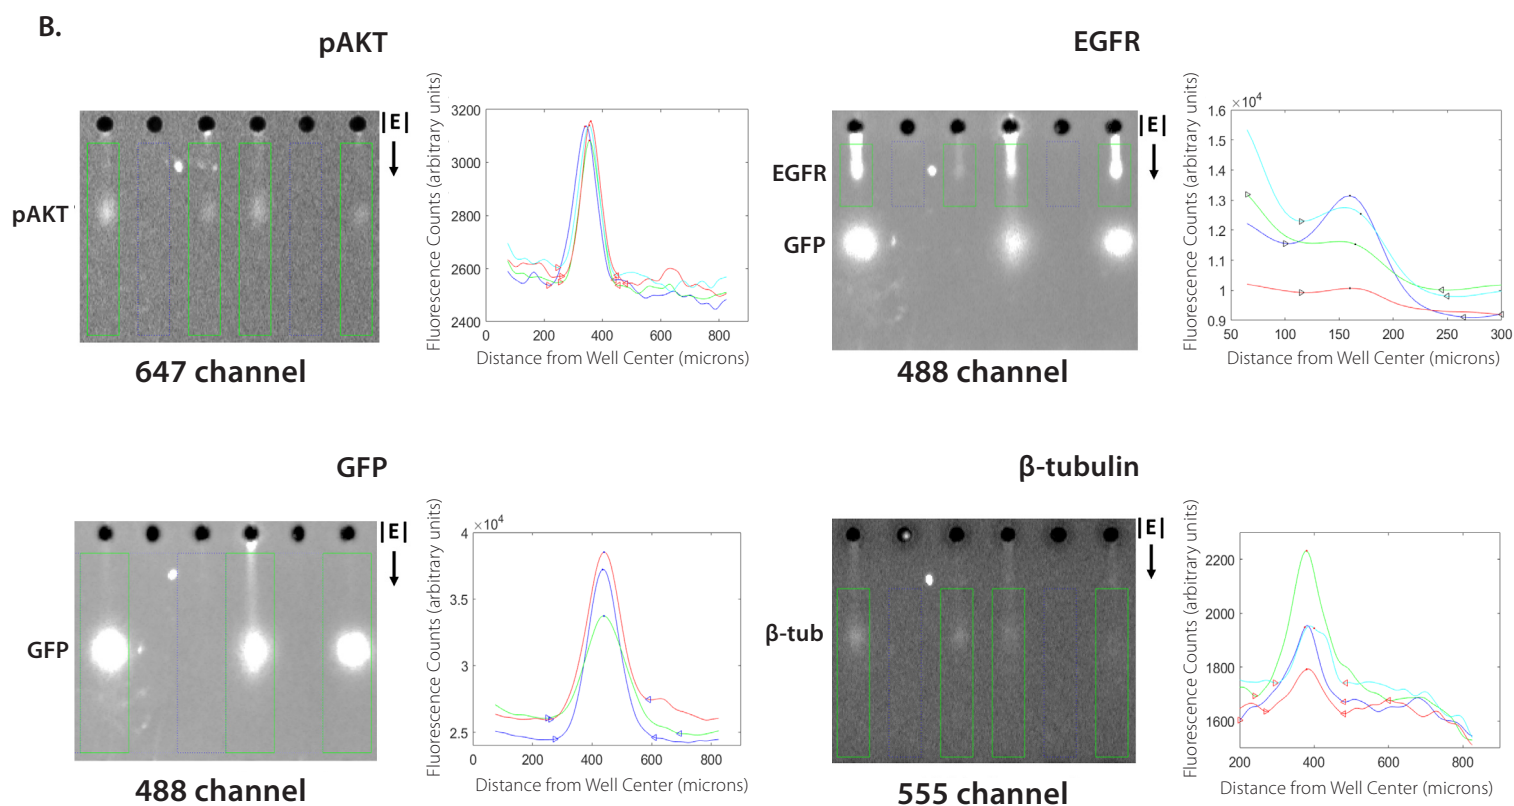 B.
pAKT
EGFR
|E|
pAKT
647 channel
Fluorescence Counts (arbitrary units)
3200
3000
2800
2600
2400
0 200 400 600 800
Distance from Well Center (microns)
|E|
EGFR
GFP
488 channel
Fluorescence Counts (arbitrary units)
×10⁴
1.6
1.5
1.4
1.3
1.2
1.1
1
0.9
50 100 150 200 250 300
Distance from Well Center (microns)
GFP
β-tubulin
|E|
GFP
488 channel
Fluorescence Counts (arbitrary units)
×10⁴
4
3.5
3
2.5
0 200 400 600 800
Distance from Well Center (microns)
|E|
β-tub
555 channel
Fluorescence Counts (arbitrary units)
2200
2000
1800
1600
200 400 600 800
Distance from Well Center (microns)